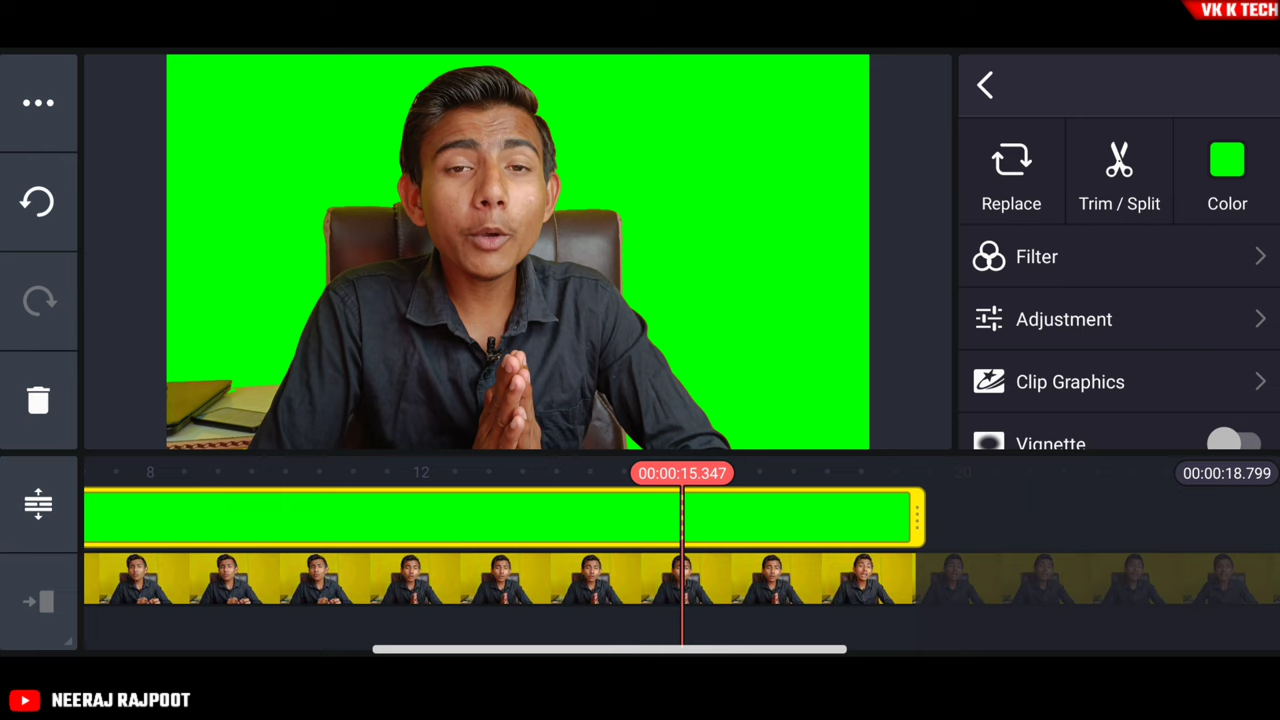 VK K TECH
Replace
Trim / Split
Color
Filter
Adjustment
Clip Graphics
Vignette
8
12
00:00:15.347
20
00:00:18.799
NEERAJ RAJPOOT